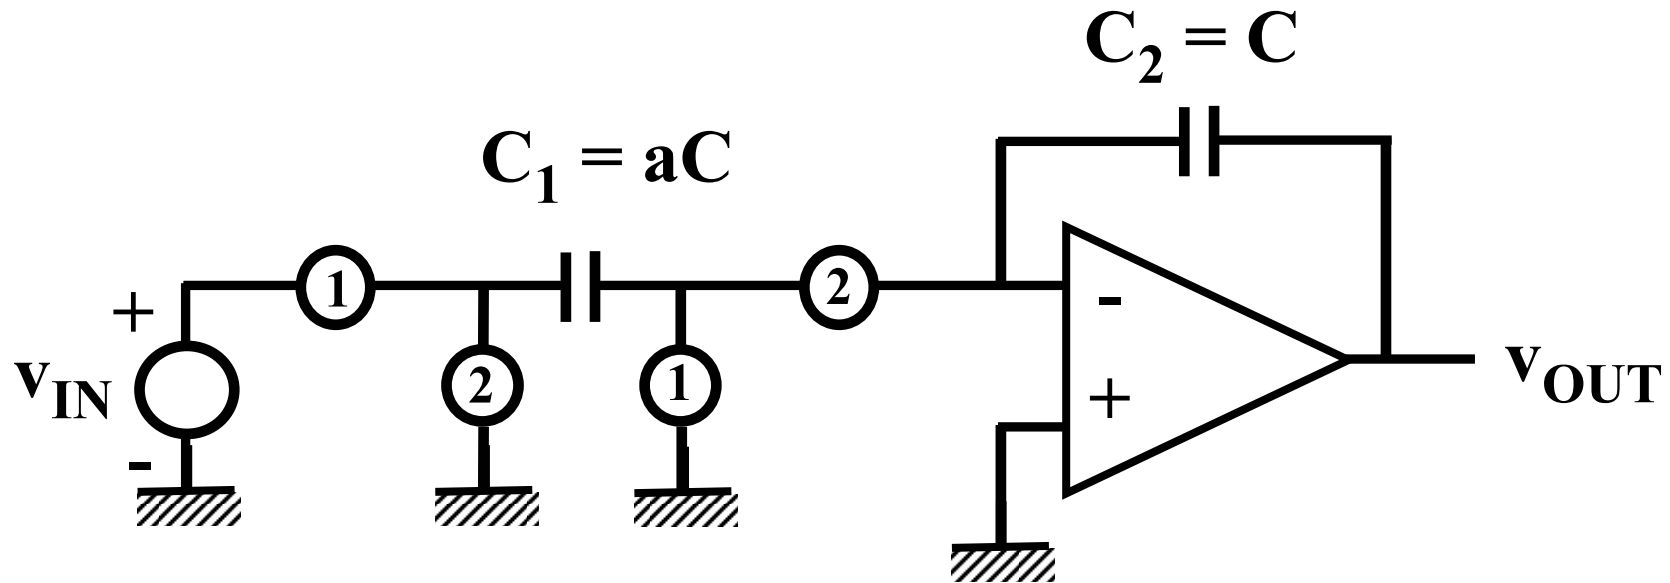 C₂ = C
C₁ = aC
1
2
+
vIN
-
2
1
-
+
vOUT